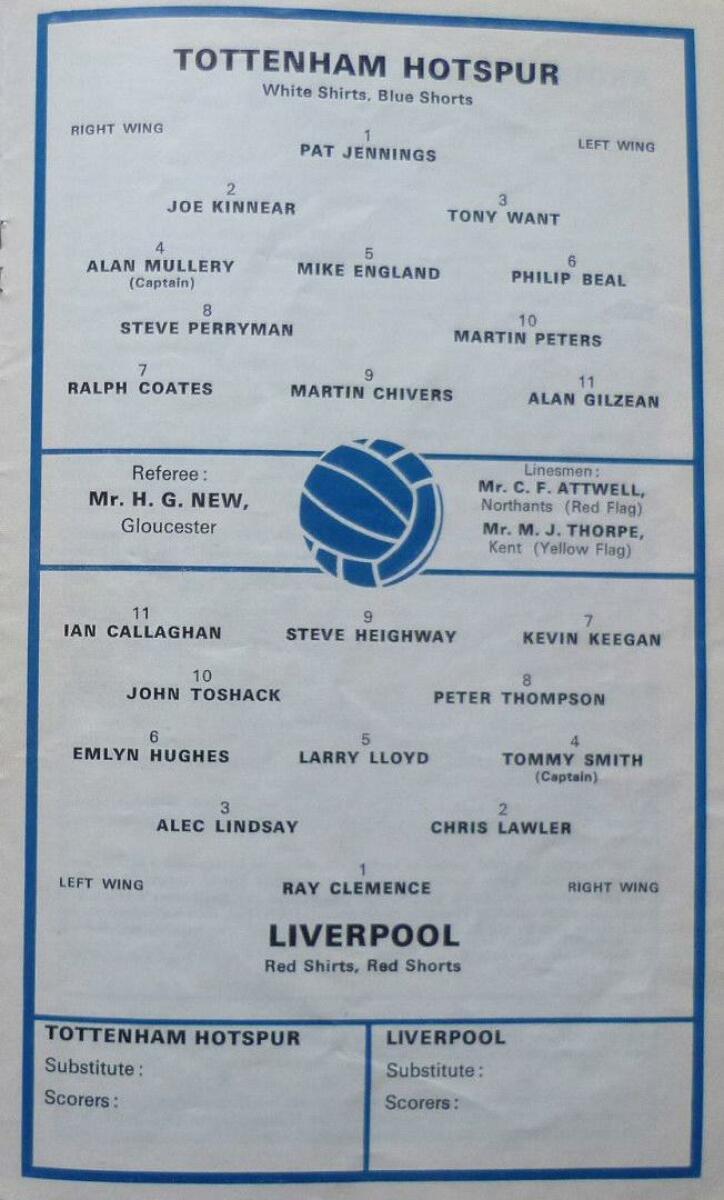 TOTTENHAM HOTSPUR
White Shirts, Blue Shorts
RIGHT WING
1
LEFT WING
PAT JENNINGS
2
3
JOE KINNEAR
TONY WANT
4
5
6
ALAN MULLERY
MIKE ENGLAND
PHILIP BEAL
(Captain)
8
10
STEVE PERRYMAN
MARTIN PETERS
7
9
11
RALPH COATES
MARTIN CHIVERS
ALAN GILZEAN
Referee :
Mr. H. G. NEW,
Gloucester
Linesmen :
Mr. C. F. ATTWELL,
Northants (Red Flag)
Mr. M. J. THORPE,
Kent (Yellow Flag)
11
9
7
IAN CALLAGHAN
STEVE HEIGHWAY
KEVIN KEEGAN
10
8
JOHN TOSHACK
PETER THOMPSON
6
5
4
EMLYN HUGHES
LARRY LLOYD
TOMMY SMITH
(Captain)
3
2
ALEC LINDSAY
CHRIS LAWLER
1
LEFT WING
RAY CLEMENCE
RIGHT WING
LIVERPOOL
Red Shirts, Red Shorts
TOTTENHAM HOTSPUR
Substitute :
Scorers :
LIVERPOOL
Substitute :
Scorers :